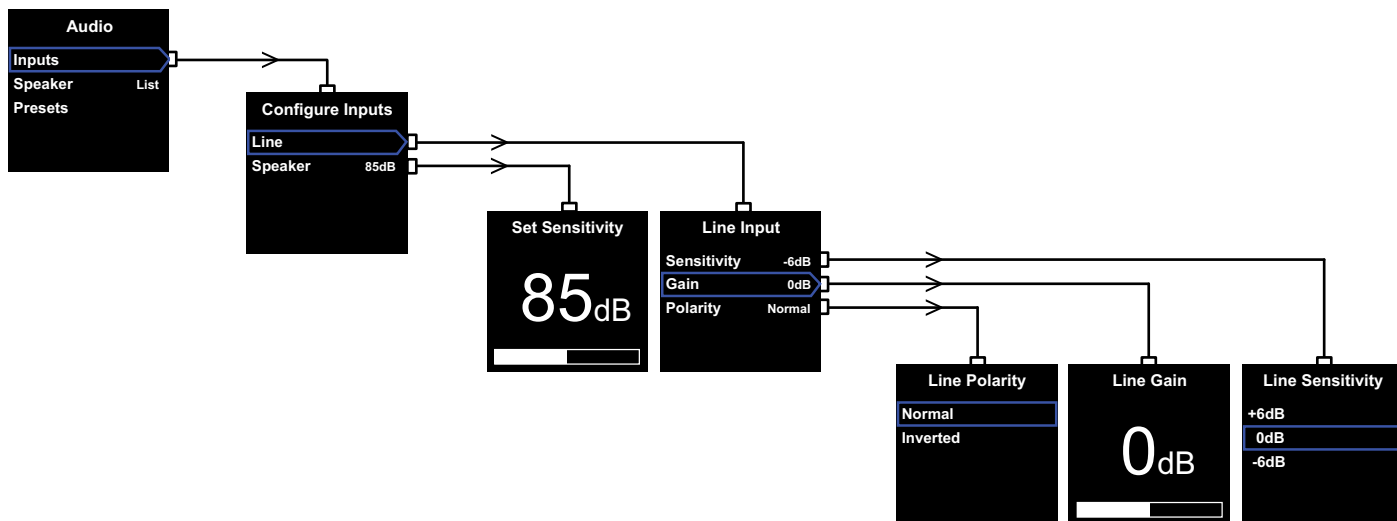 Audio
Inputs
Speaker List
Presets
Configure Inputs
Line
Speaker 85dB
Set Sensitivity
85dB
Line Input
Sensitivity -6dB
Gain 0dB
Polarity Normal
Line Polarity
Normal
Inverted
Line Gain
0dB
Line Sensitivity
+6dB
0dB
-6dB